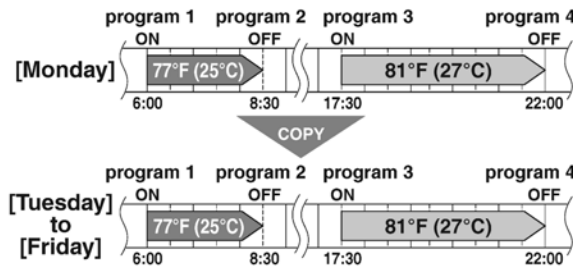 program 1 program 2 program 3 program 4
ON OFF ON OFF
[Monday] 77°F (25°C) 81°F (27°C)
6:00 8:30 17:30 22:00
COPY
program 1 program 2 program 3 program 4
ON OFF ON OFF
[Tuesday]
to
[Friday]
77°F (25°C) 81°F (27°C)
6:00 8:30 17:30 22:00